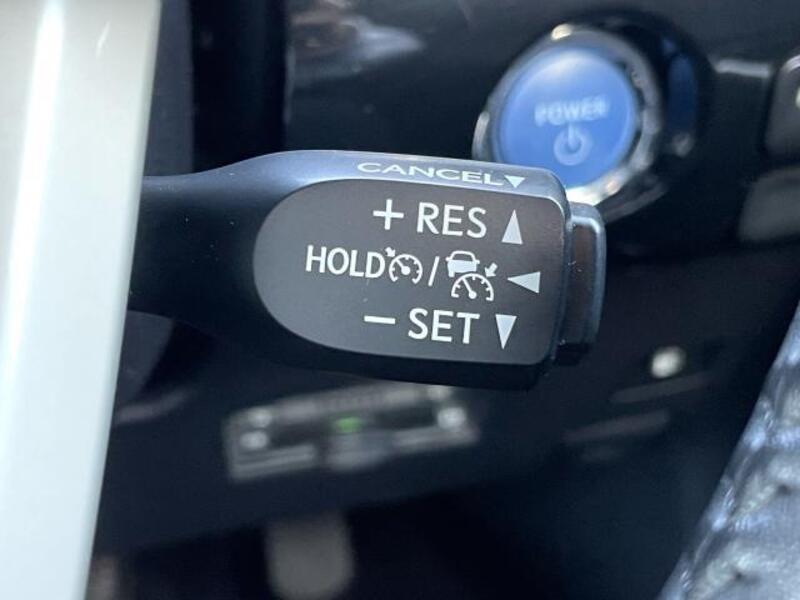 POWER
CANCEL▼
+ RES ▲
HOLD / ◀
− SET ▼